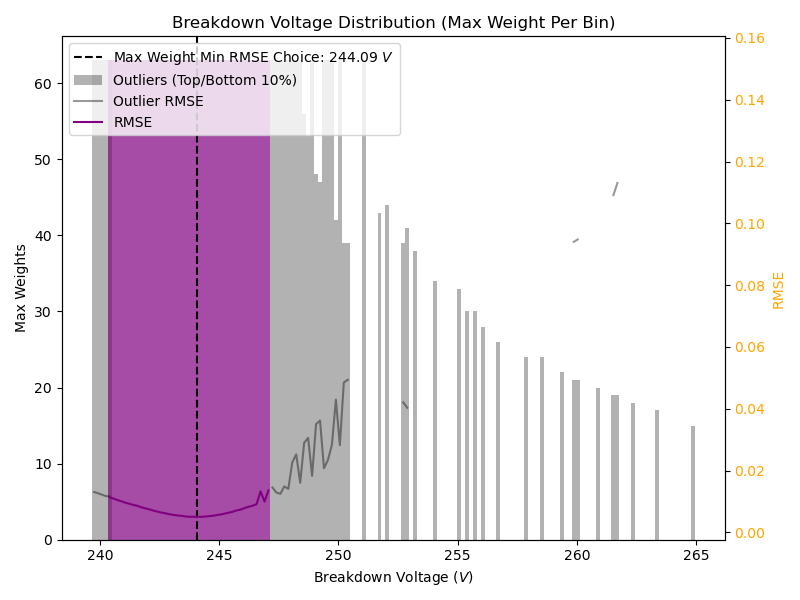 Breakdown Voltage Distribution (Max Weight Per Bin)
Max Weight Min RMSE Choice: 244.09 V
Outliers (Top/Bottom 10%)
Outlier RMSE
RMSE
Max Weights
0
10
20
30
40
50
60
240
245
250
255
260
265
Breakdown Voltage (V)
0.00
0.02
0.04
0.06
0.08
0.10
0.12
0.14
0.16
RMSE